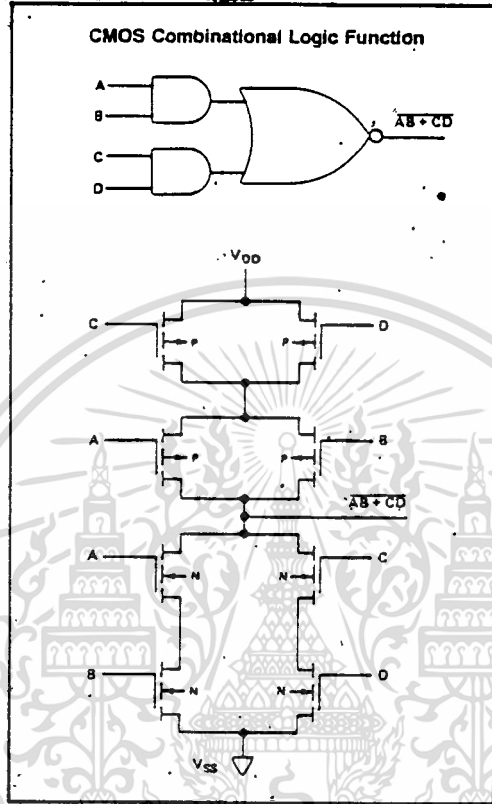 CMOS Combinational Logic Function
A
B
C
D
AB + CD
VDD
C P P D
A P P B
AB + CD
A N N C
B N N D
VSS